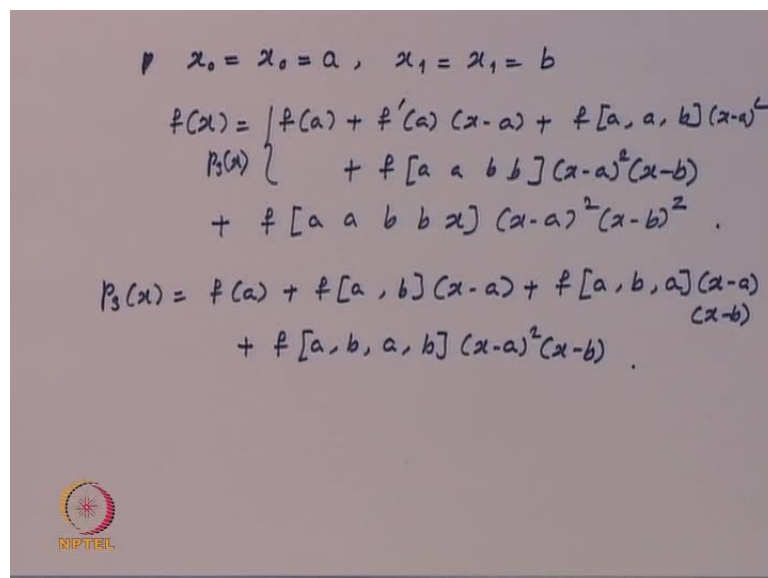 x₀ = x₀ = a , x₁ = x₁ = b
f(x) = { f(a) + f'(a) (x-a) + f [a, a, b] (x-a)²
p₃(x) + f [a a b b] (x-a)²(x-b)
+ f [a a b b x] (x-a)²(x-b)² .
p₃(x) = f(a) + f[a , b] (x-a) + f [a, b, a] (x-a)
(x-b)
+ f [a, b, a, b] (x-a)²(x-b) .
NPTEL